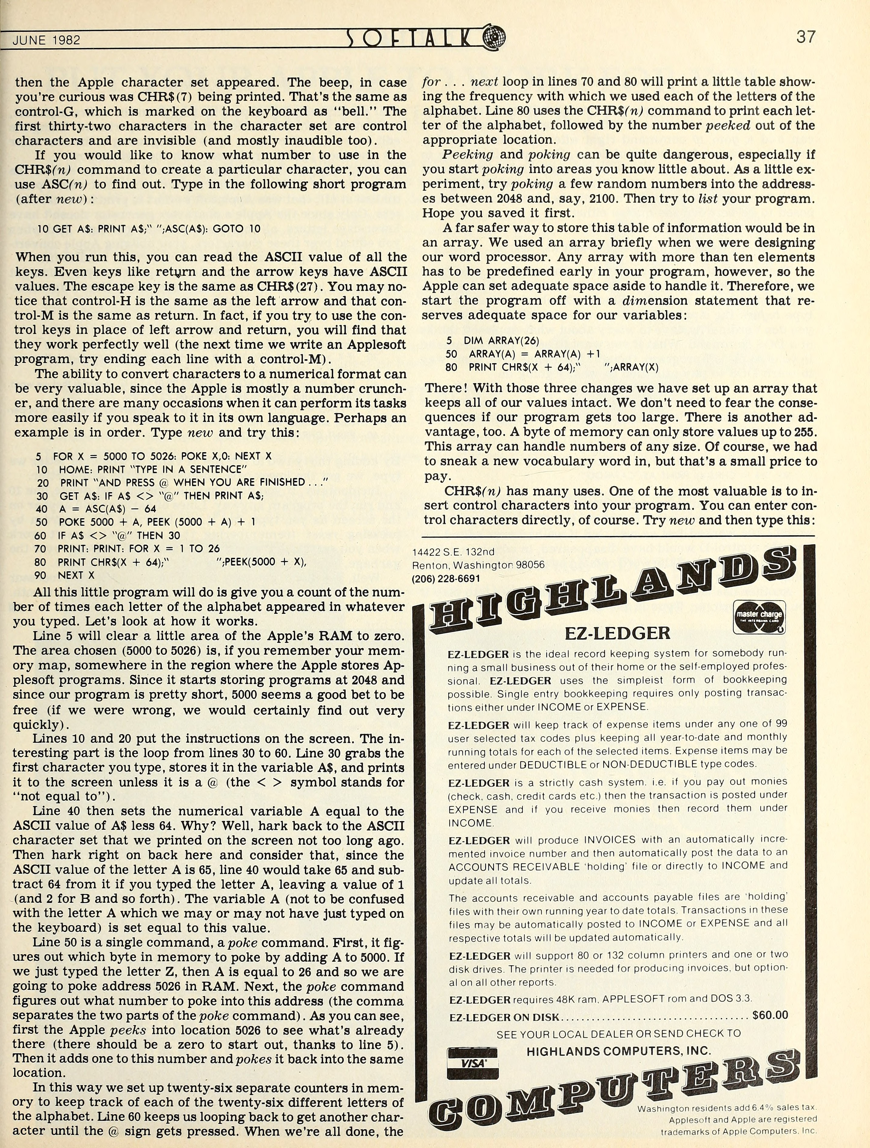 JUNE 1982
SOFTALK
37
then the Apple character set appeared. The beep, in case
you're curious was CHR$(7) being printed. That's the same as
control-G, which is marked on the keyboard as "bell." The
first thirty-two characters in the character set are control
characters and are invisible (and mostly inaudible too).
If you would like to know what number to use in the
CHR$(n) command to create a particular character, you can
use ASC(n) to find out. Type in the following short program
(after new):
10 GET A$: PRINT A$;" ";ASC(A$): GOTO 10
When you run this, you can read the ASCII value of all the
keys. Even keys like return and the arrow keys have ASCII
values. The escape key is the same as CHR$(27). You may no-
tice that control-H is the same as the left arrow and that con-
trol-M is the same as return. In fact, if you try to use the con-
trol keys in place of left arrow and return, you will find that
they work perfectly well (the next time we write an Applesoft
program, try ending each line with a control-M).
The ability to convert characters to a numerical format can
be very valuable, since the Apple is mostly a number crunch-
er, and there are many occasions when it can perform its tasks
more easily if you speak to it in its own language. Perhaps an
example is in order. Type new and try this:
5 FOR X = 5000 TO 5026: POKE X,0: NEXT X
10 HOME: PRINT "TYPE IN A SENTENCE"
20 PRINT "AND PRESS @ WHEN YOU ARE FINISHED . . ."
30 GET A$: IF A$ <> "@" THEN PRINT A$;
40 A = ASC(A$) – 64
50 POKE 5000 + A, PEEK (5000 + A) + 1
60 IF A$ <> "@" THEN 30
70 PRINT: PRINT: FOR X = 1 TO 26
80 PRINT CHR$(X + 64);" ";PEEK(5000 + X),
90 NEXT X
All this little program will do is give you a count of the num-
ber of times each letter of the alphabet appeared in whatever
you typed. Let's look at how it works.
Line 5 will clear a little area of the Apple's RAM to zero.
The area chosen (5000 to 5026) is, if you remember your mem-
ory map, somewhere in the region where the Apple stores Ap-
plesoft programs. Since it starts storing programs at 2048 and
since our program is pretty short, 5000 seems a good bet to be
free (if we were wrong, we would certainly find out very
quickly).
Lines 10 and 20 put the instructions on the screen. The in-
teresting part is the loop from lines 30 to 60. Line 30 grabs the
first character you type, stores it in the variable A$, and prints
it to the screen unless it is a @ (the < > symbol stands for
"not equal to").
Line 40 then sets the numerical variable A equal to the
ASCII value of A$ less 64. Why? Well, hark back to the ASCII
character set that we printed on the screen not too long ago.
Then hark right on back here and consider that, since the
ASCII value of the letter A is 65, line 40 would take 65 and sub-
tract 64 from it if you typed the letter A, leaving a value of 1
(and 2 for B and so forth). The variable A (not to be confused
with the letter A which we may or may not have just typed on
the keyboard) is set equal to this value.
Line 50 is a single command, a poke command. First, it fig-
ures out which byte in memory to poke by adding A to 5000. If
we just typed the letter Z, then A is equal to 26 and so we are
going to poke address 5026 in RAM. Next, the poke command
figures out what number to poke into this address (the comma
separates the two parts of the poke command). As you can see,
first the Apple peeks into location 5026 to see what's already
there (there should be a zero to start out, thanks to line 5).
Then it adds one to this number and pokes it back into the same
location.
In this way we set up twenty-six separate counters in mem-
ory to keep track of each of the twenty-six different letters of
the alphabet. Line 60 keeps us looping back to get another char-
acter until the @ sign gets pressed. When we're all done, the
for . . . next loop in lines 70 and 80 will print a little table show-
ing the frequency with which we used each of the letters of the
alphabet. Line 80 uses the CHR$(n) command to print each let-
ter of the alphabet, followed by the number peeked out of the
appropriate location.
Peeking and poking can be quite dangerous, especially if
you start poking into areas you know little about. As a little ex-
periment, try poking a few random numbers into the address-
es between 2048 and, say, 2100. Then try to list your program.
Hope you saved it first.
A far safer way to store this table of information would be in
an array. We used an array briefly when we were designing
our word processor. Any array with more than ten elements
has to be predefined early in your program, however, so the
Apple can set adequate space aside to handle it. Therefore, we
start the program off with a dimension statement that re-
serves adequate space for our variables:
5 DIM ARRAY(26)
50 ARRAY(A) = ARRAY(A) +1
80 PRINT CHR$(X + 64);" ";ARRAY(X)
There! With those three changes we have set up an array that
keeps all of our values intact. We don't need to fear the conse-
quences if our program gets too large. There is another ad-
vantage, too. A byte of memory can only store values up to 255.
This array can handle numbers of any size. Of course, we had
to sneak a new vocabulary word in, but that's a small price to
pay.
CHR$(n) has many uses. One of the most valuable is to in-
sert control characters into your program. You can enter con-
trol characters directly, of course. Try new and then type this:
14422 S.E. 132nd
Renton, Washington 98056
(206) 228-6691
HIGHLANDS
master charge
THE INTERBANK CARD
EZ-LEDGER
EZ-LEDGER is the ideal record keeping system for somebody run-
ning a small business out of their home or the self-employed profes-
sional. EZ-LEDGER uses the simpleist form of bookkeeping
possible. Single entry bookkeeping requires only posting transac-
tions either under INCOME or EXPENSE.
EZ-LEDGER will keep track of expense items under any one of 99
user selected tax codes plus keeping all year-to-date and monthly
running totals for each of the selected items. Expense items may be
entered under DEDUCTIBLE or NON-DEDUCTIBLE type codes.
EZ-LEDGER is a strictly cash system. i.e. if you pay out monies
(check, cash, credit cards etc.) then the transaction is posted under
EXPENSE and if you receive monies then record them under
INCOME.
EZ-LEDGER will produce INVOICES with an automatically incre-
mented invoice number and then automatically post the data to an
ACCOUNTS RECEIVABLE 'holding' file or directly to INCOME and
update all totals.
The accounts receivable and accounts payable files are 'holding'
files with their own running year to date totals. Transactions in these
files may be automatically posted to INCOME or EXPENSE and all
respective totals will be updated automatically.
EZ-LEDGER will support 80 or 132 column printers and one or two
disk drives. The printer is needed for producing invoices, but option-
al on all other reports.
EZ-LEDGER requires 48K ram, APPLESOFT rom and DOS 3.3.
EZ-LEDGER ON DISK.................................. $60.00
SEE YOUR LOCAL DEALER OR SEND CHECK TO
HIGHLANDS COMPUTERS, INC.
VISA
COMPUTERS
Washington residents add 6.4% sales tax.
Applesoft and Apple are registered
trademarks of Apple Computers, Inc.